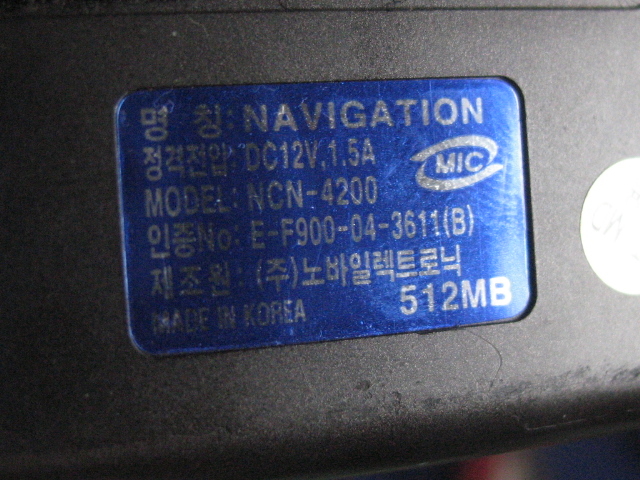 명 칭: NAVIGATION
정격전압: DC12V, 1.5A
MIC
MODEL: NCN-4200
인증No: E-F900-04-3611(B)
제조원: (주)노바일렉트로닉
512MB
MADE IN KOREA